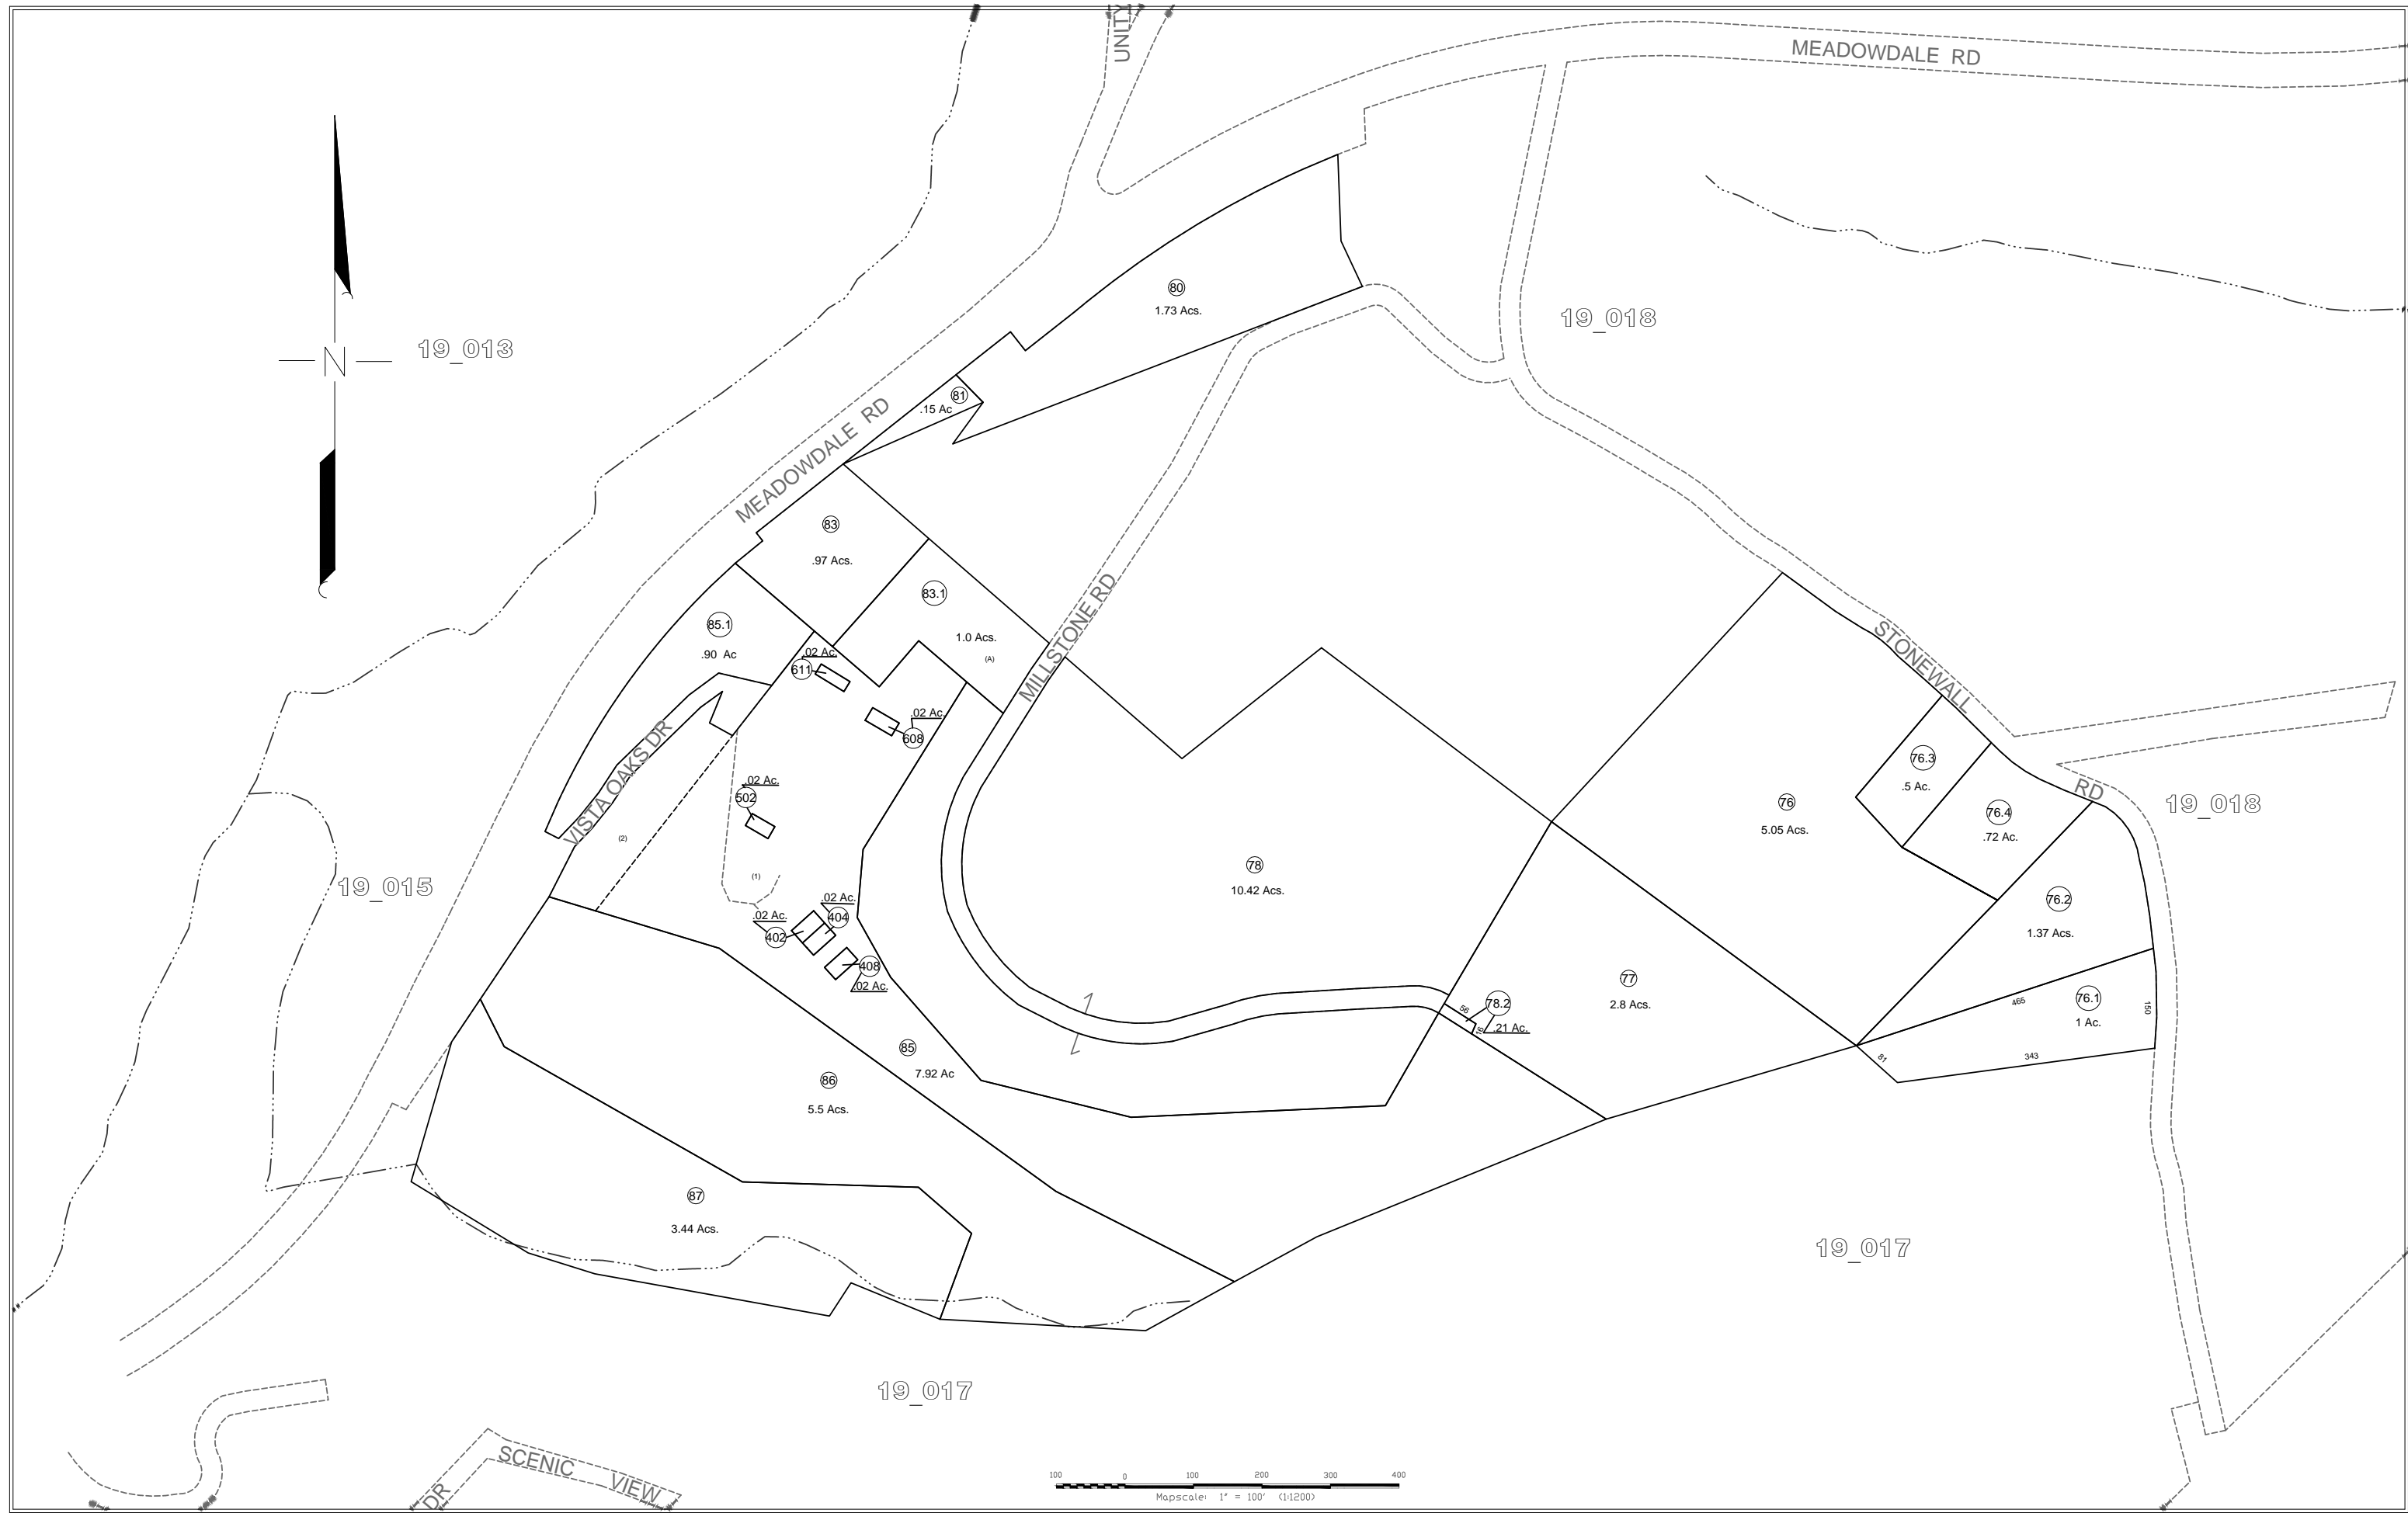 UNITY
MEADOWDALE RD
80
1.73 Acs.
19_018
N
19_013
81
.15 Ac
MEADOWDALE RD
83
.97 Acs.
83.1
1.0 Acs.
(A)
MILLSTONE RD
85.1
.90 Ac
.02 Ac.
611
.02 Ac.
608
STONEWALL
RD
VISTA OAKS DR
.02 Ac.
502
(2)
(1)
76.3
.5 Ac.
76
5.05 Acs.
76.4
.72 Ac.
19_018
78
10.42 Acs.
19_015
.02 Ac.
404
.02 Ac.
402
408
.02 Ac.
76.2
1.37 Acs.
77
2.8 Acs.
78.2
.21 Ac.
56
16
76.1
1 Ac.
465
150
343
81
85
7.92 Ac
86
5.5 Acs.
87
3.44 Acs.
19_017
19_017
SCENIC VIEW
DR
100 0 100 200 300 400
Mapscale: 1" = 100' (1:1200)